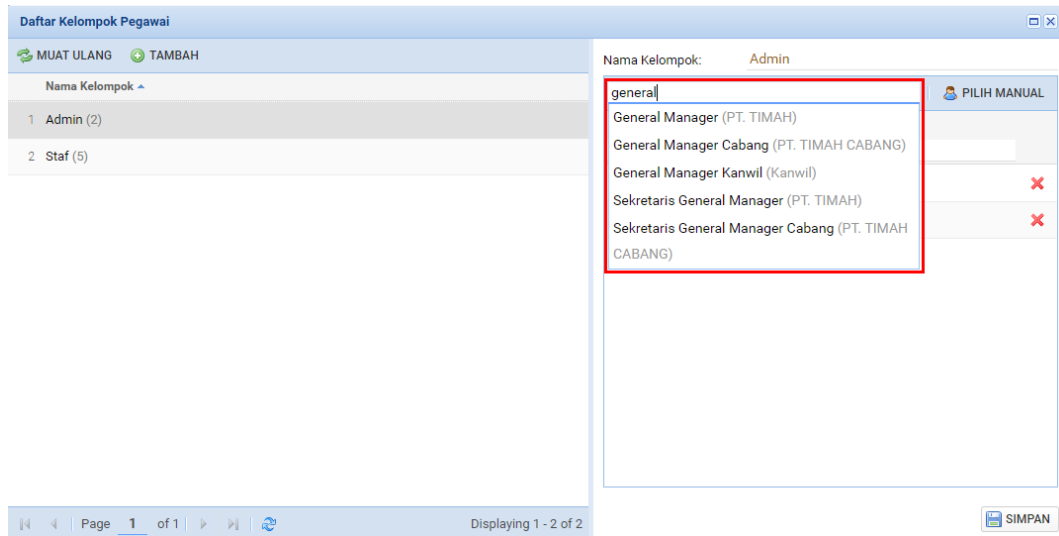 Daftar Kelompok Pegawai
MUAT ULANG TAMBAH
Nama Kelompok
1 Admin (2)
2 Staf (5)
Page 1 of 1 Displaying 1 - 2 of 2
Nama Kelompok: Admin
general PILIH MANUAL
General Manager (PT. TIMAH)
General Manager Cabang (PT. TIMAH CABANG)
General Manager Kanwil (Kanwil)
Sekretaris General Manager (PT. TIMAH)
Sekretaris General Manager Cabang (PT. TIMAH
CABANG)
SIMPAN